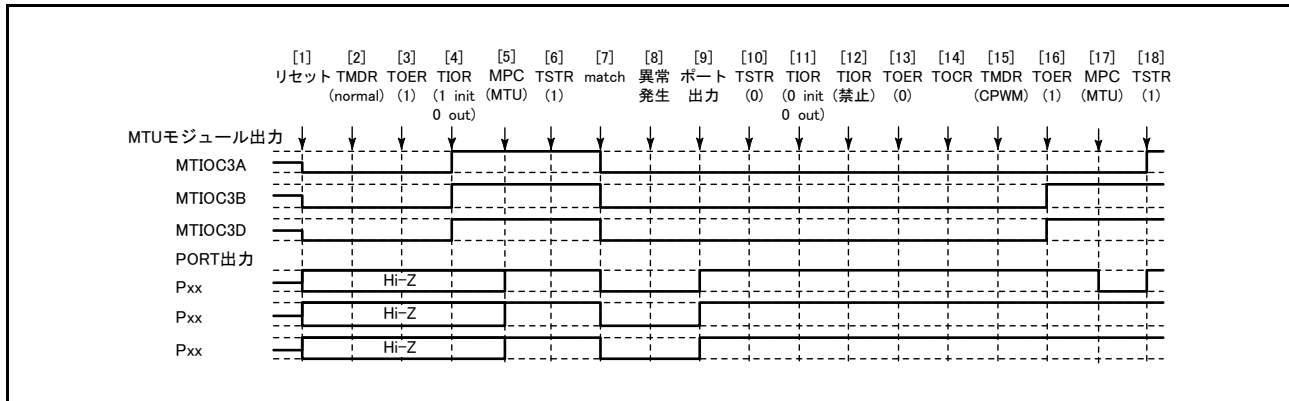 [1] [2] [3] [4] [5] [6] [7] [8] [9] [10] [11] [12] [13] [14] [15] [16] [17] [18]
リセット TMDR TOER TIOR MPC TSTR match 異常 ポート TSTR TIOR TIOR TOER TOCR TMDR TOER MPC TSTR
(normal) (1) (1 init (MTU) (1) 発生 出力 (0) (0 init (禁止) (0) (CPWM) (1) (MTU) (1)
0 out) 0 out)
MTUモジュール出力
MTIOC3A
MTIOC3B
MTIOC3D
PORT出力
Pxx Hi-Z
Pxx Hi-Z
Pxx Hi-Z